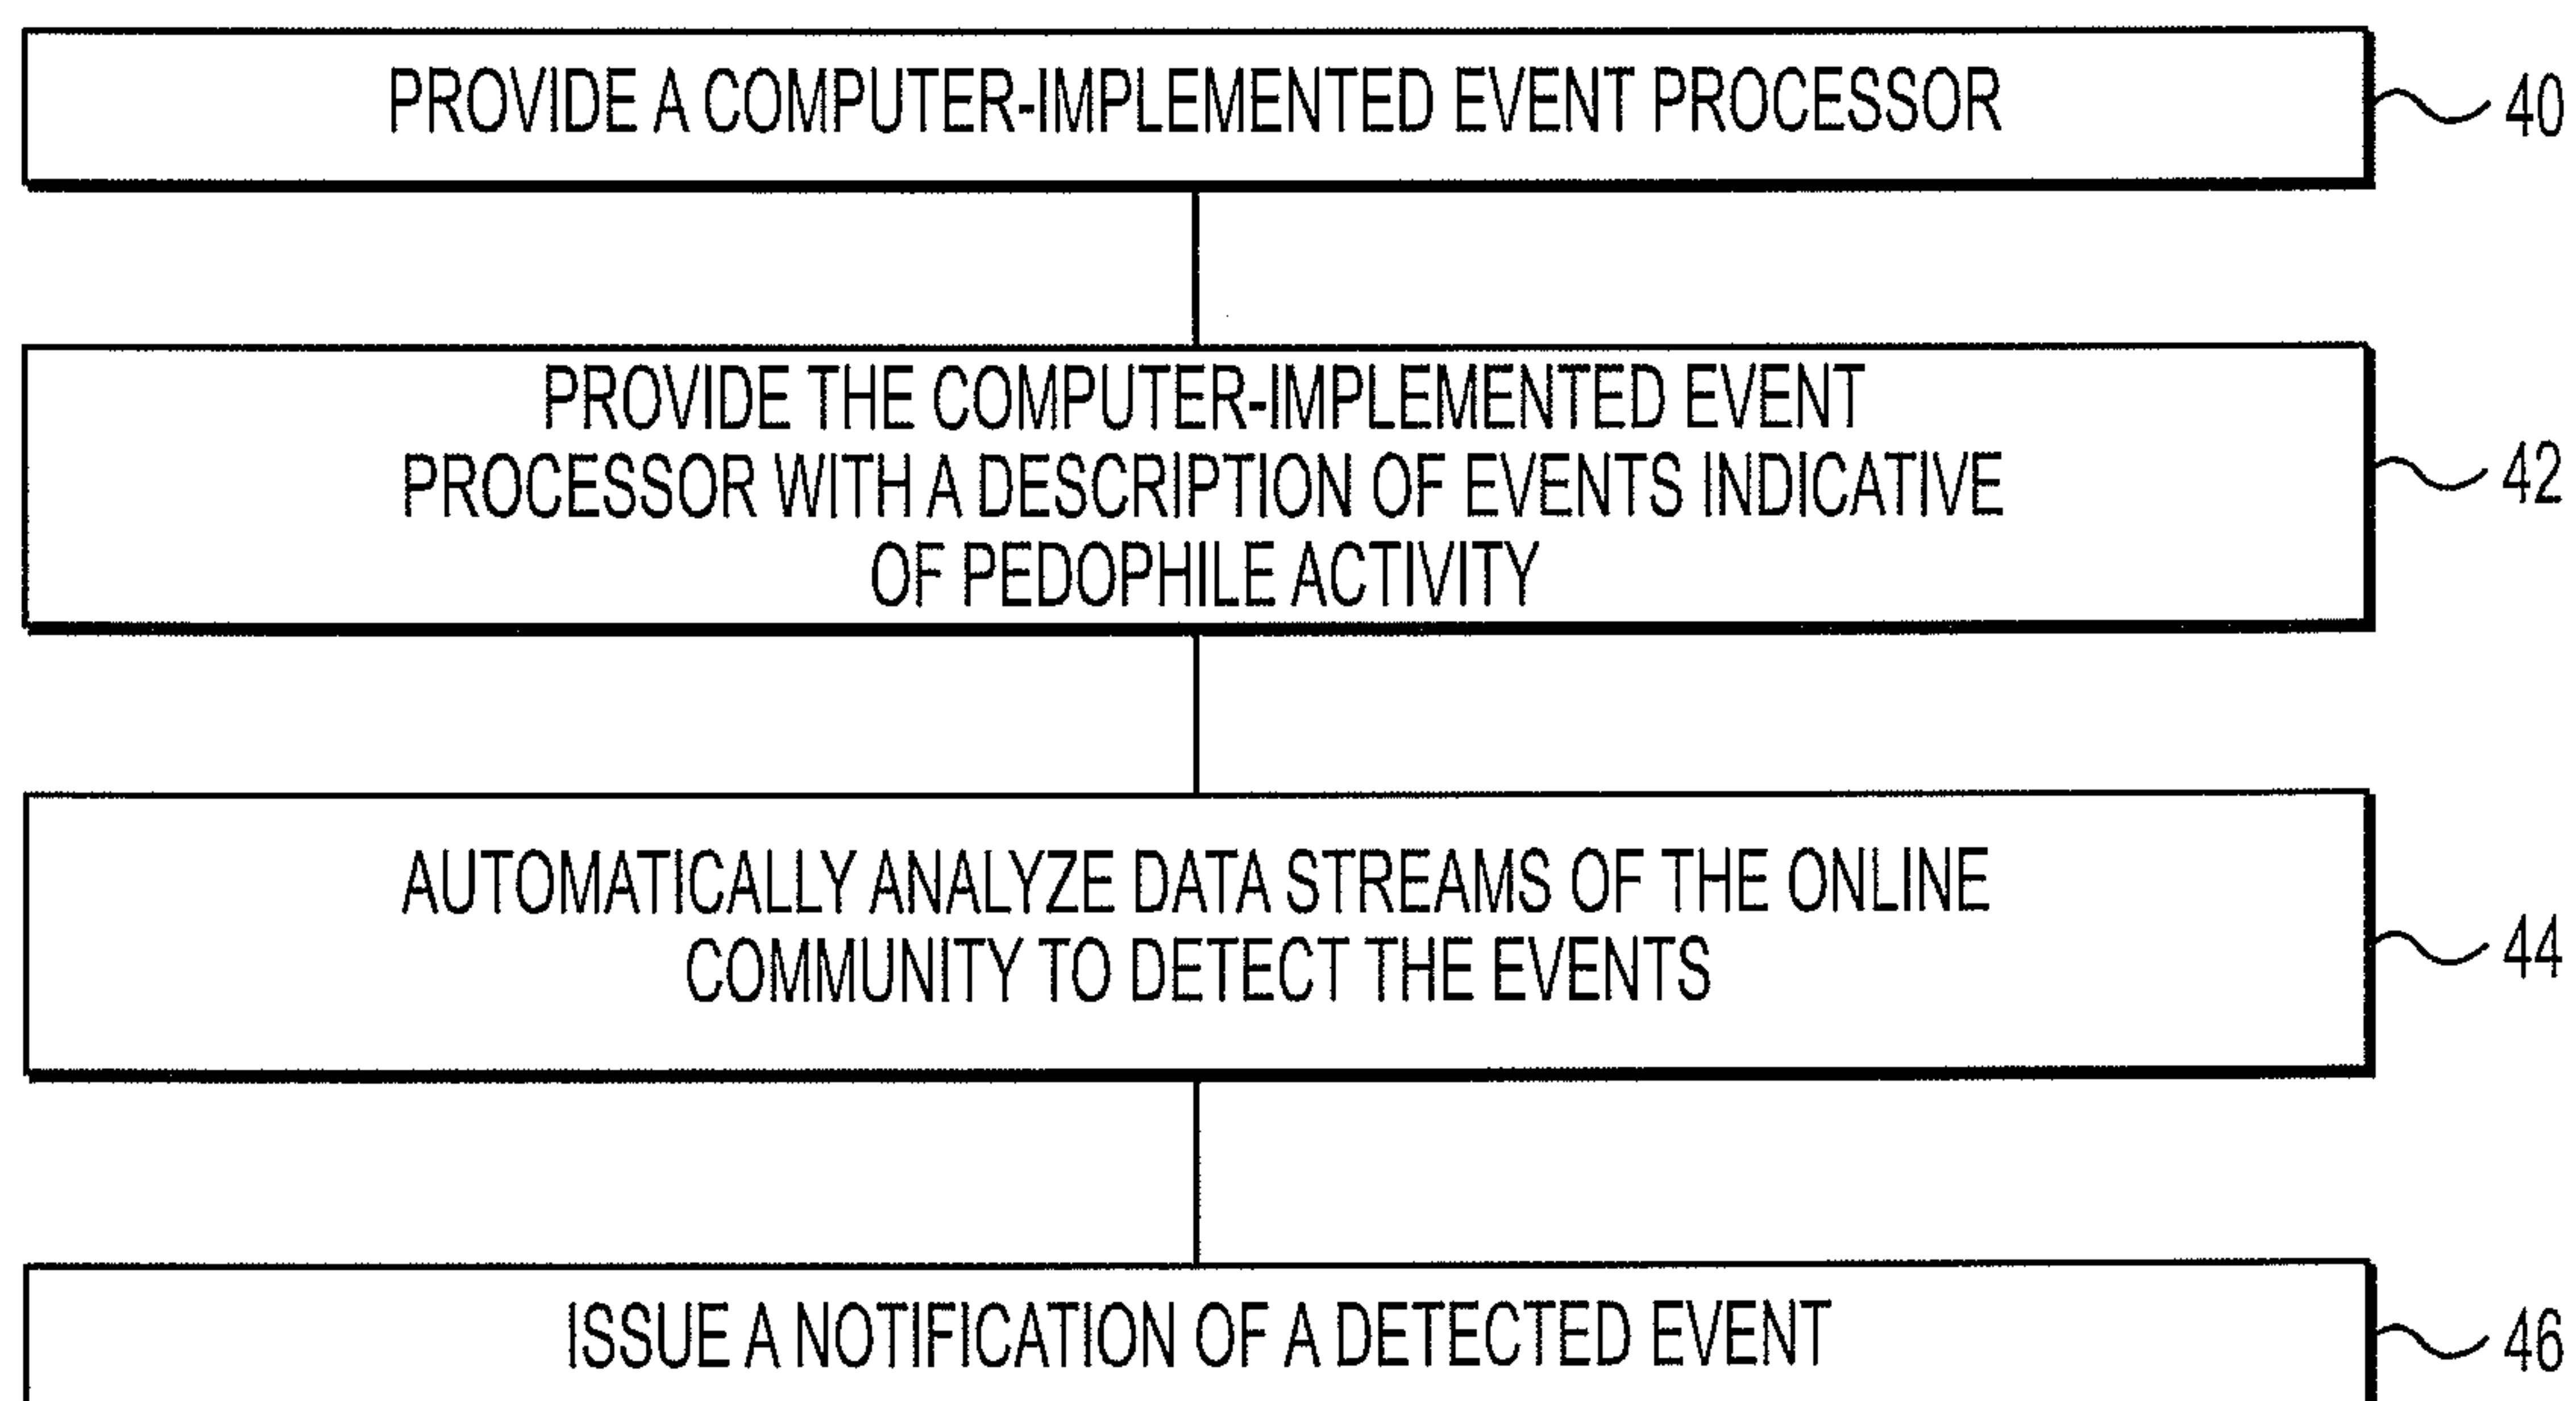 PROVIDE A COMPUTER-IMPLEMENTED EVENT PROCESSOR
40
PROVIDE THE COMPUTER-IMPLEMENTED EVENT
PROCESSOR WITH A DESCRIPTION OF EVENTS INDICATIVE
OF PEDOPHILE ACTIVITY
42
AUTOMATICALLY ANALYZE DATA STREAMS OF THE ONLINE
COMMUNITY TO DETECT THE EVENTS
44
ISSUE A NOTIFICATION OF A DETECTED EVENT
46